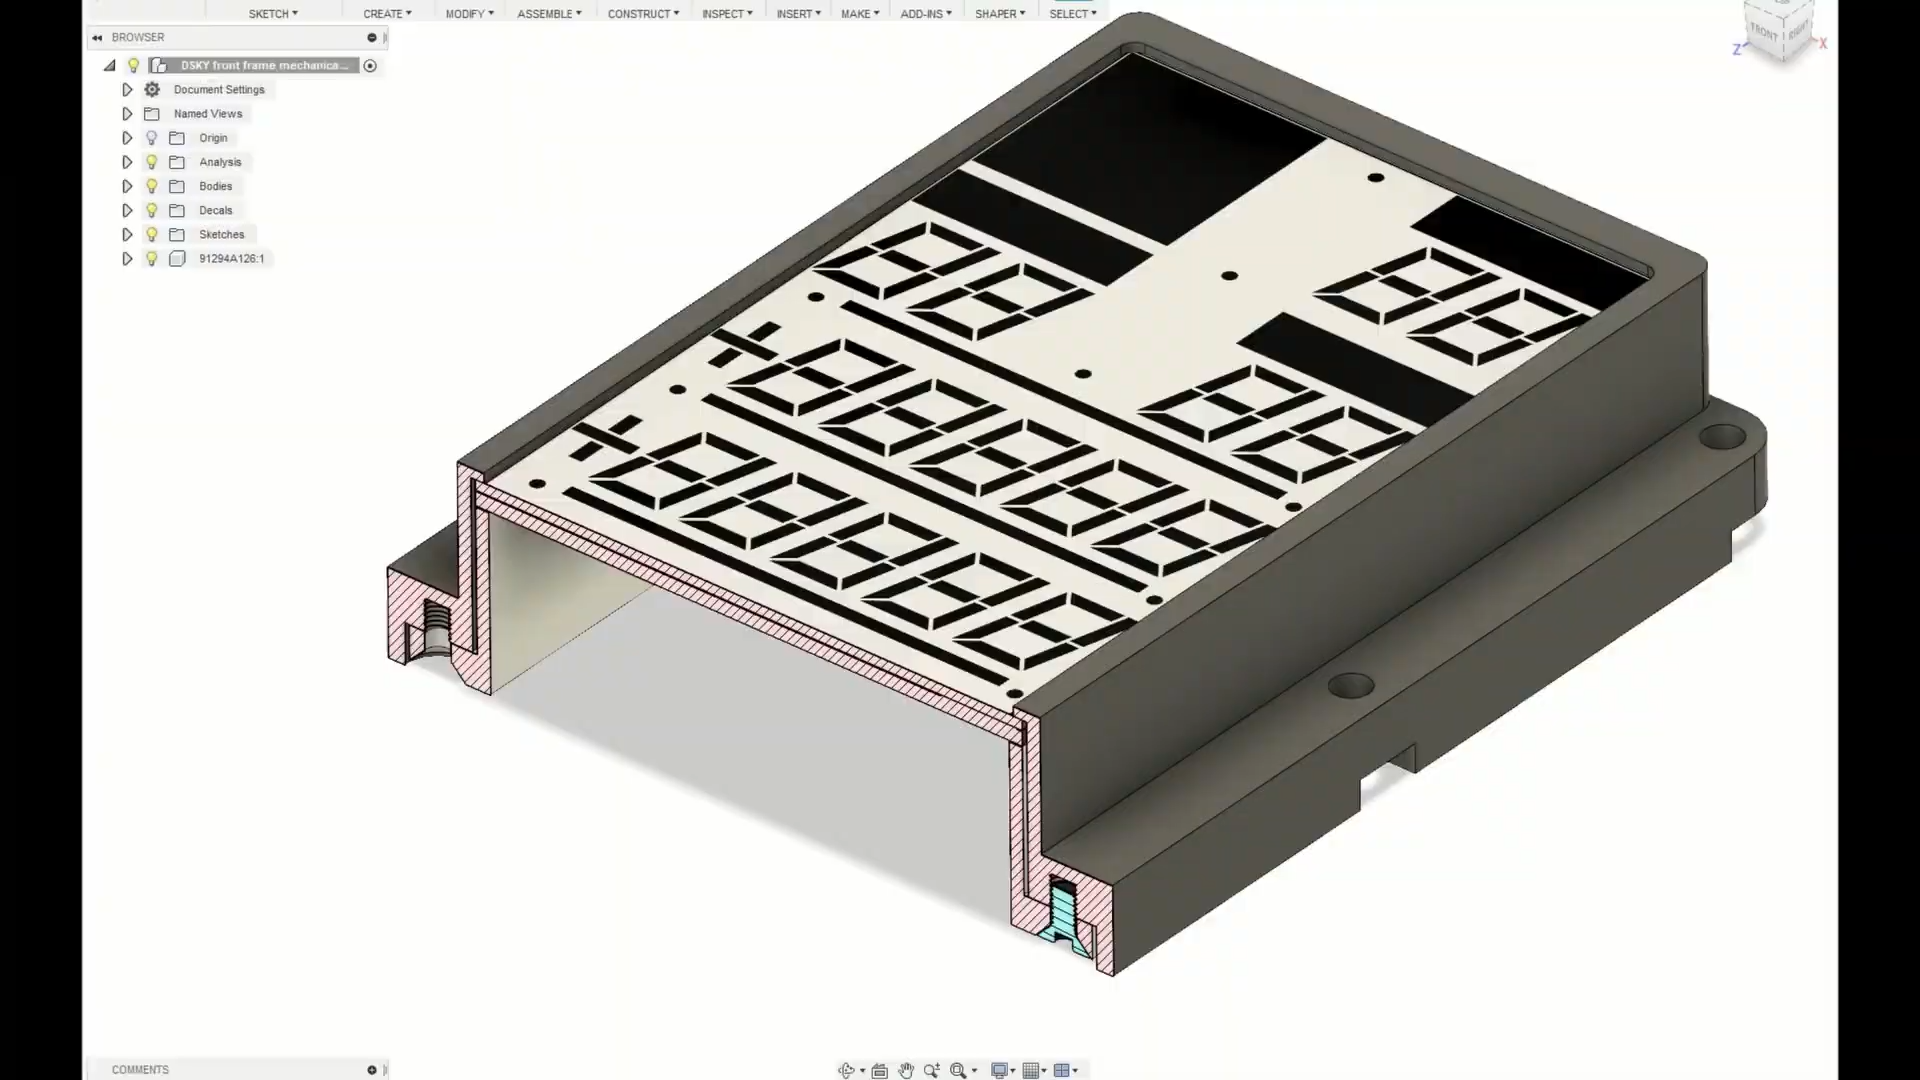 SKETCH CREATE MODIFY ASSEMBLE CONSTRUCT INSPECT INSERT MAKE ADD-INS SHAPER SELECT
BROWSER
DSKY front frame mechanica...
Document Settings
Named Views
Origin
Analysis
Bodies
Decals
Sketches
91294A126:1
FRONT RIGHT
Z X
COMMENTS